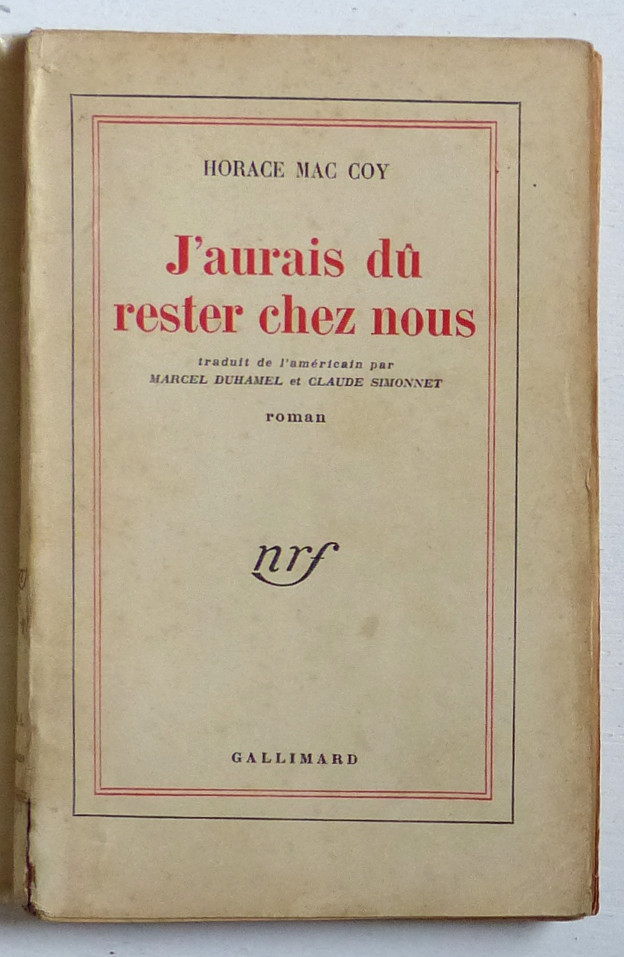 HORACE MAC COY
J'aurais dû
rester chez nous
traduit de l'américain par
MARCEL DUHAMEL et CLAUDE SIMONNET
roman
nrf
GALLIMARD